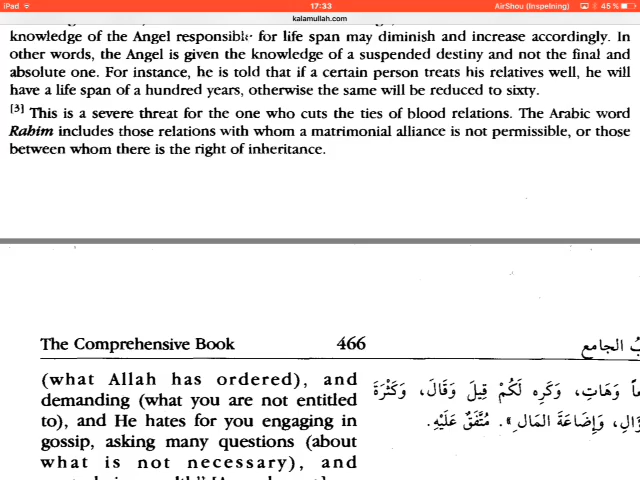 iPad 17:33 AirShou (Inspelning) 45 %
kalamullah.com
knowledge of the Angel responsible for life span may diminish and increase accordingly. In
other words, the Angel is given the knowledge of a suspended destiny and not the final and
absolute one. For instance, he is told that if a certain person treats his relatives well, he will
have a life span of a hundred years, otherwise the same will be reduced to sixty.
[3] This is a severe threat for the one who cuts the ties of blood relations. The Arabic word
Rahim includes those relations with whom a matrimonial alliance is not permissible, or those
between whom there is the right of inheritance.
The Comprehensive Book 466 الجامع
(what Allah has ordered), and
demanding (what you are not entitled
to), and He hates for you engaging in
gossip, asking many questions (about
what is not necessary), and
وَهَاتِ، وَكَرِهَ لَكُمْ قِيلَ وَقَالَ، وَكَثْرَةَ
وَإِضَاعَةَ المَالِ». مُتَّفَقٌ عَلَيْهِ.